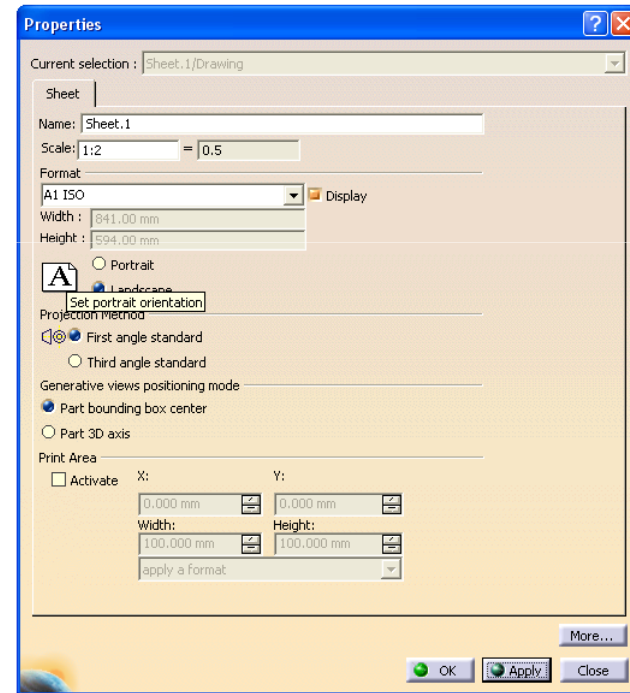 Properties
Current selection : Sheet.1/Drawing
Sheet
Name: Sheet.1
Scale: 1:2 = 0.5
Format
A1 ISO Display
Width : 841.00 mm
Height : 594.00 mm
Portrait
A Landscape
Set portrait orientation
Projection Method
First angle standard
Third angle standard
Generative views positioning mode
Part bounding box center
Part 3D axis
Print Area
Activate X: Y:
0.000 mm 0.000 mm
Width: Height:
100.000 mm 100.000 mm
apply a format
More...
OK Apply Close